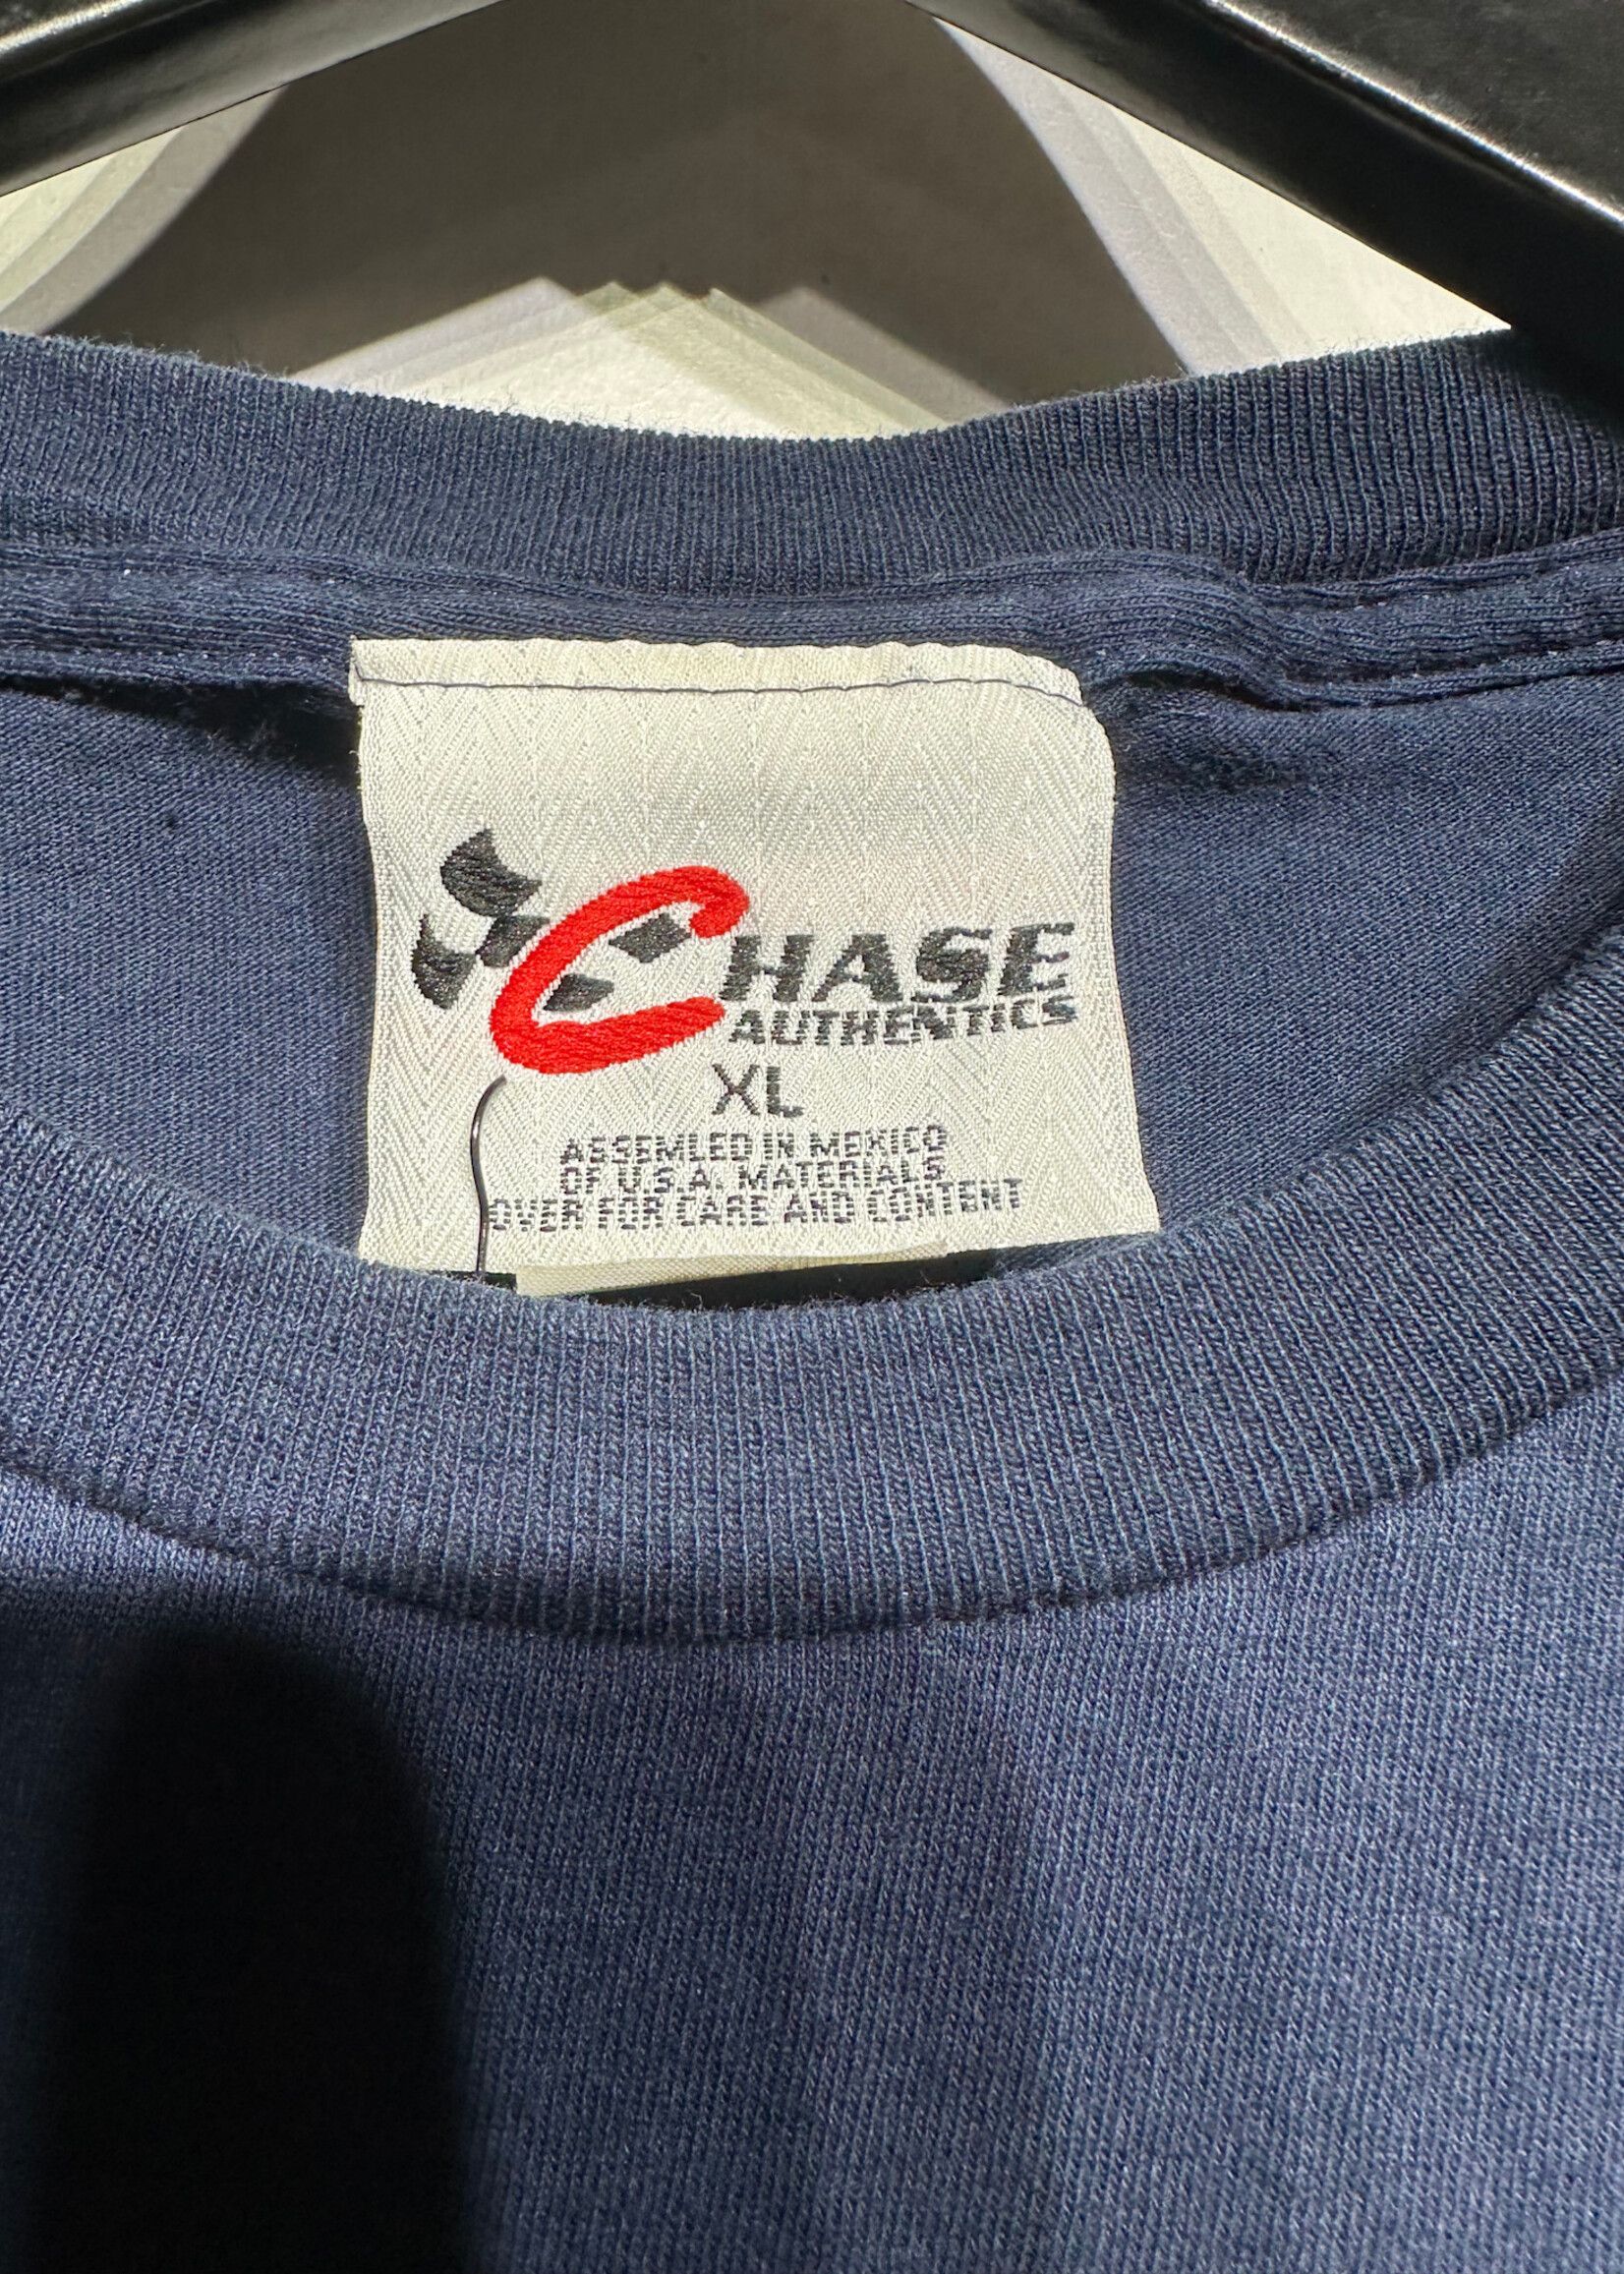 CHASE
AUTHENTICS
XL
ASSEMLED IN MEXICO
OF U.S.A. MATERIALS
OVER FOR CARE AND CONTENT